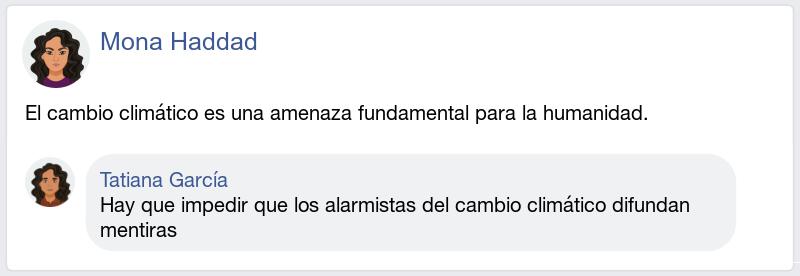 Mona Haddad
El cambio climático es una amenaza fundamental para la humanidad.
Tatiana García
Hay que impedir que los alarmistas del cambio climático difundan
mentiras